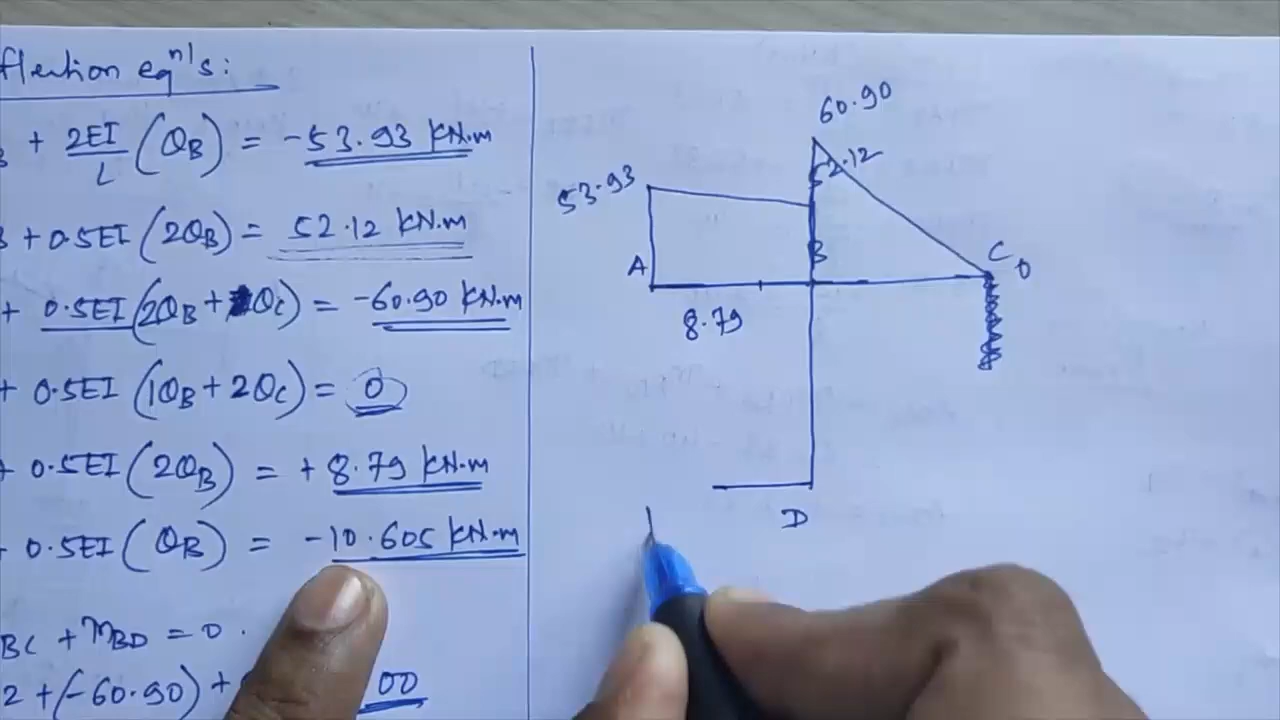 flection eqⁿ's:
+ 2EI/L (θB) = -53.93 KN.m
+ 0.5EI (2θB) = 52.12 KN.m
+ 0.5EI (2θB + θC) = -60.90 KN.m
+ 0.5EI (1θB + 2θC) = 0
+ 0.5EI (2θB) = + 8.79 KN.m
+ 0.5EI (θB) = -10.605 KN.m
BC + MBD = 0.
2 + (-60.90) +
00
60.90
52.12
53.93
B
C 0
A
8.79
D